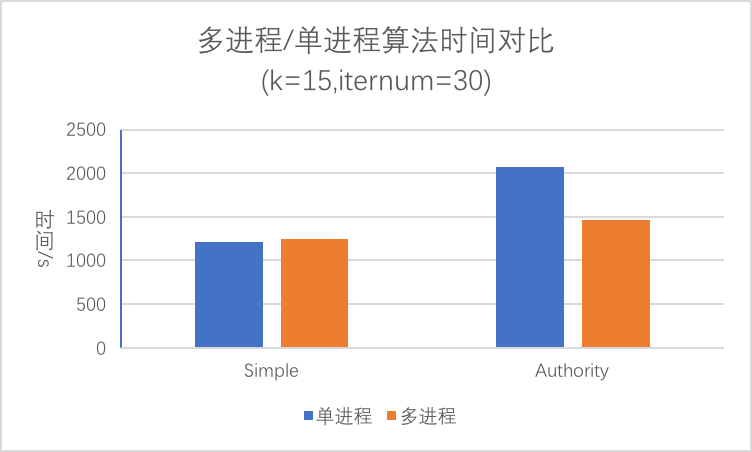 多进程/单进程算法时间对比
(k=15,iternum=30)
时间/s
2500
2000
1500
1000
500
0
Simple
Authority
单进程
多进程